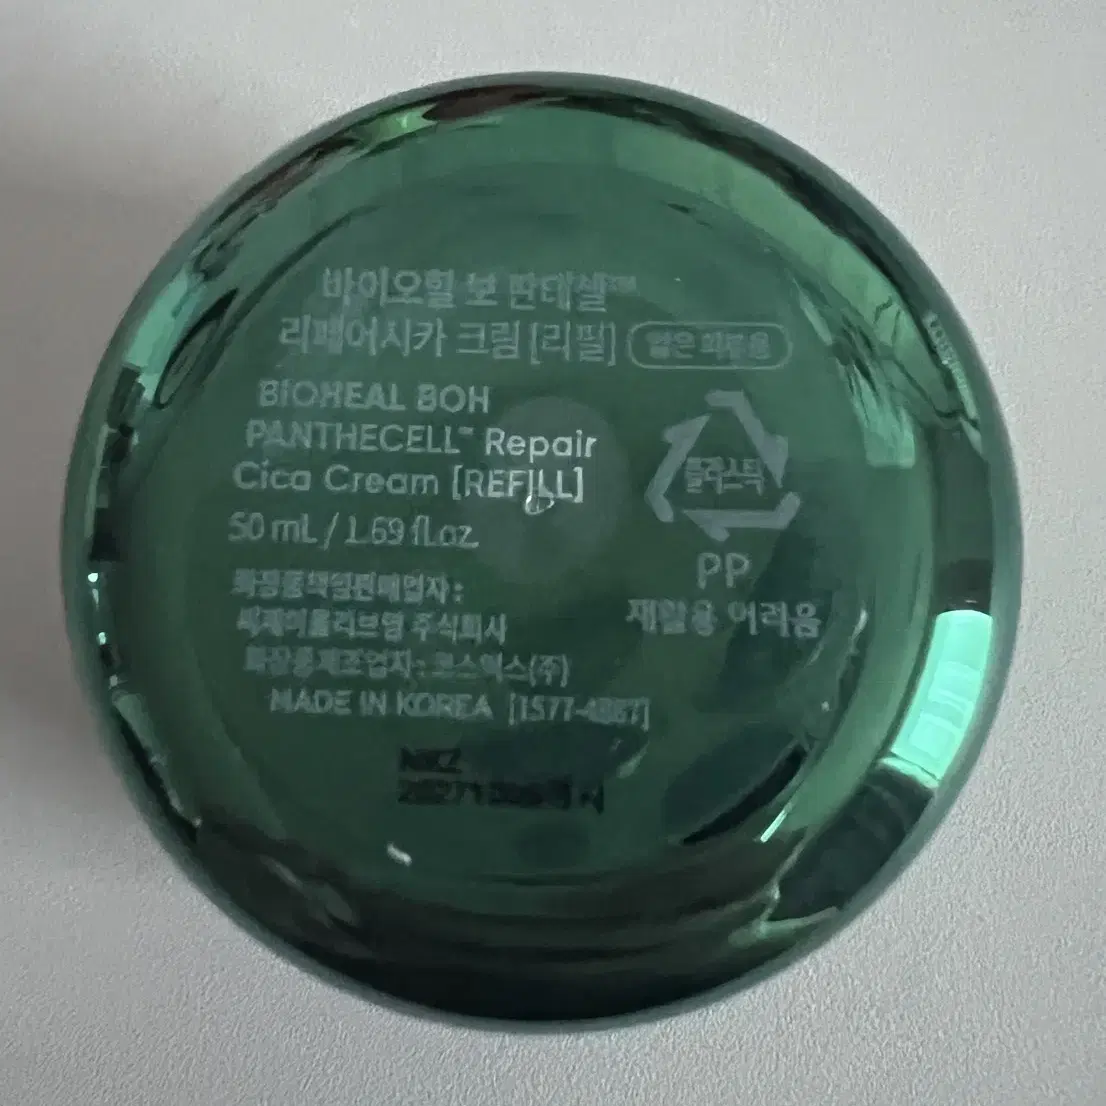 바이오힐 보 판테셀™
리페어시카 크림 [리필]
BIOHEAL BOH
PANTHECELL™ Repair
Cica Cream [REFILL]
50 mL / 1.69 fl.oz.
화장품책임판매업자 :
씨제이올리브영 주식회사
화장품제조업자 : 코스맥스(주)
MADE IN KOREA [1577-4887]
플라스틱
PP
재활용 어려움